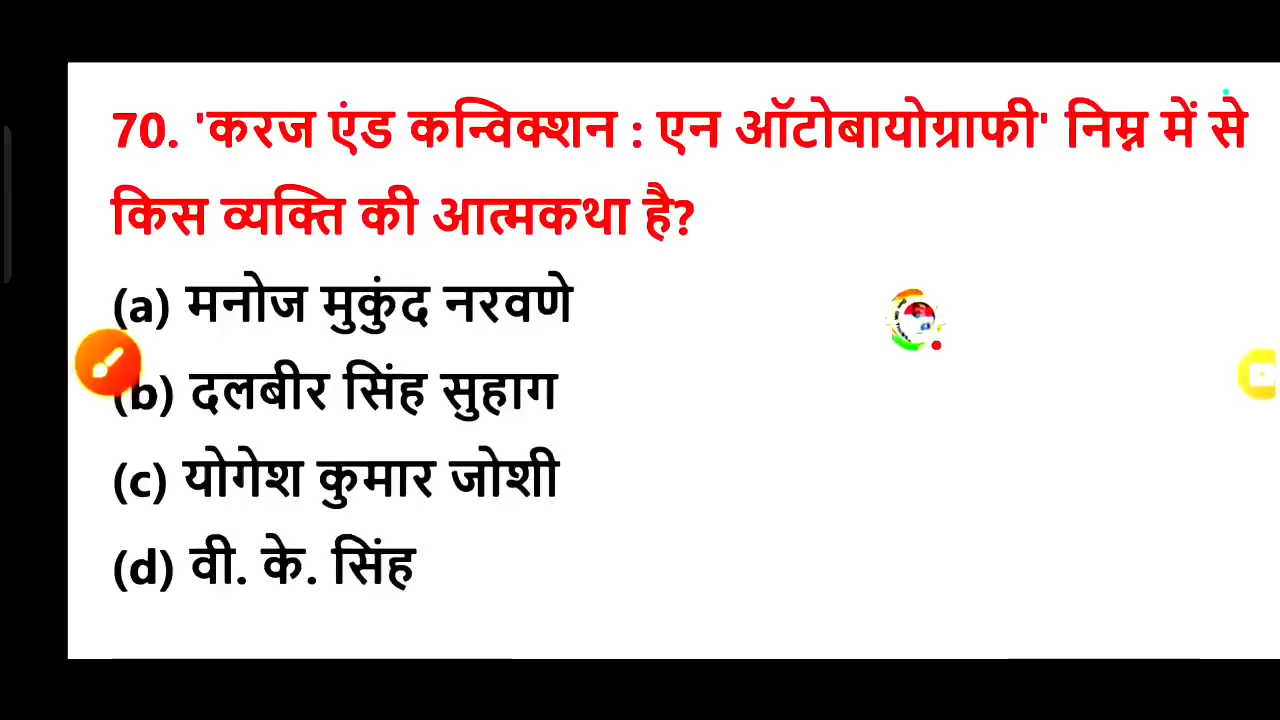 70. 'करज एंड कन्विक्शन : एन ऑटोबायोग्राफी' निम्न में से
किस व्यक्ति की आत्मकथा है?
(a) मनोज मुकुंद नरवणे
(b) दलबीर सिंह सुहाग
(c) योगेश कुमार जोशी
(d) वी. के. सिंह